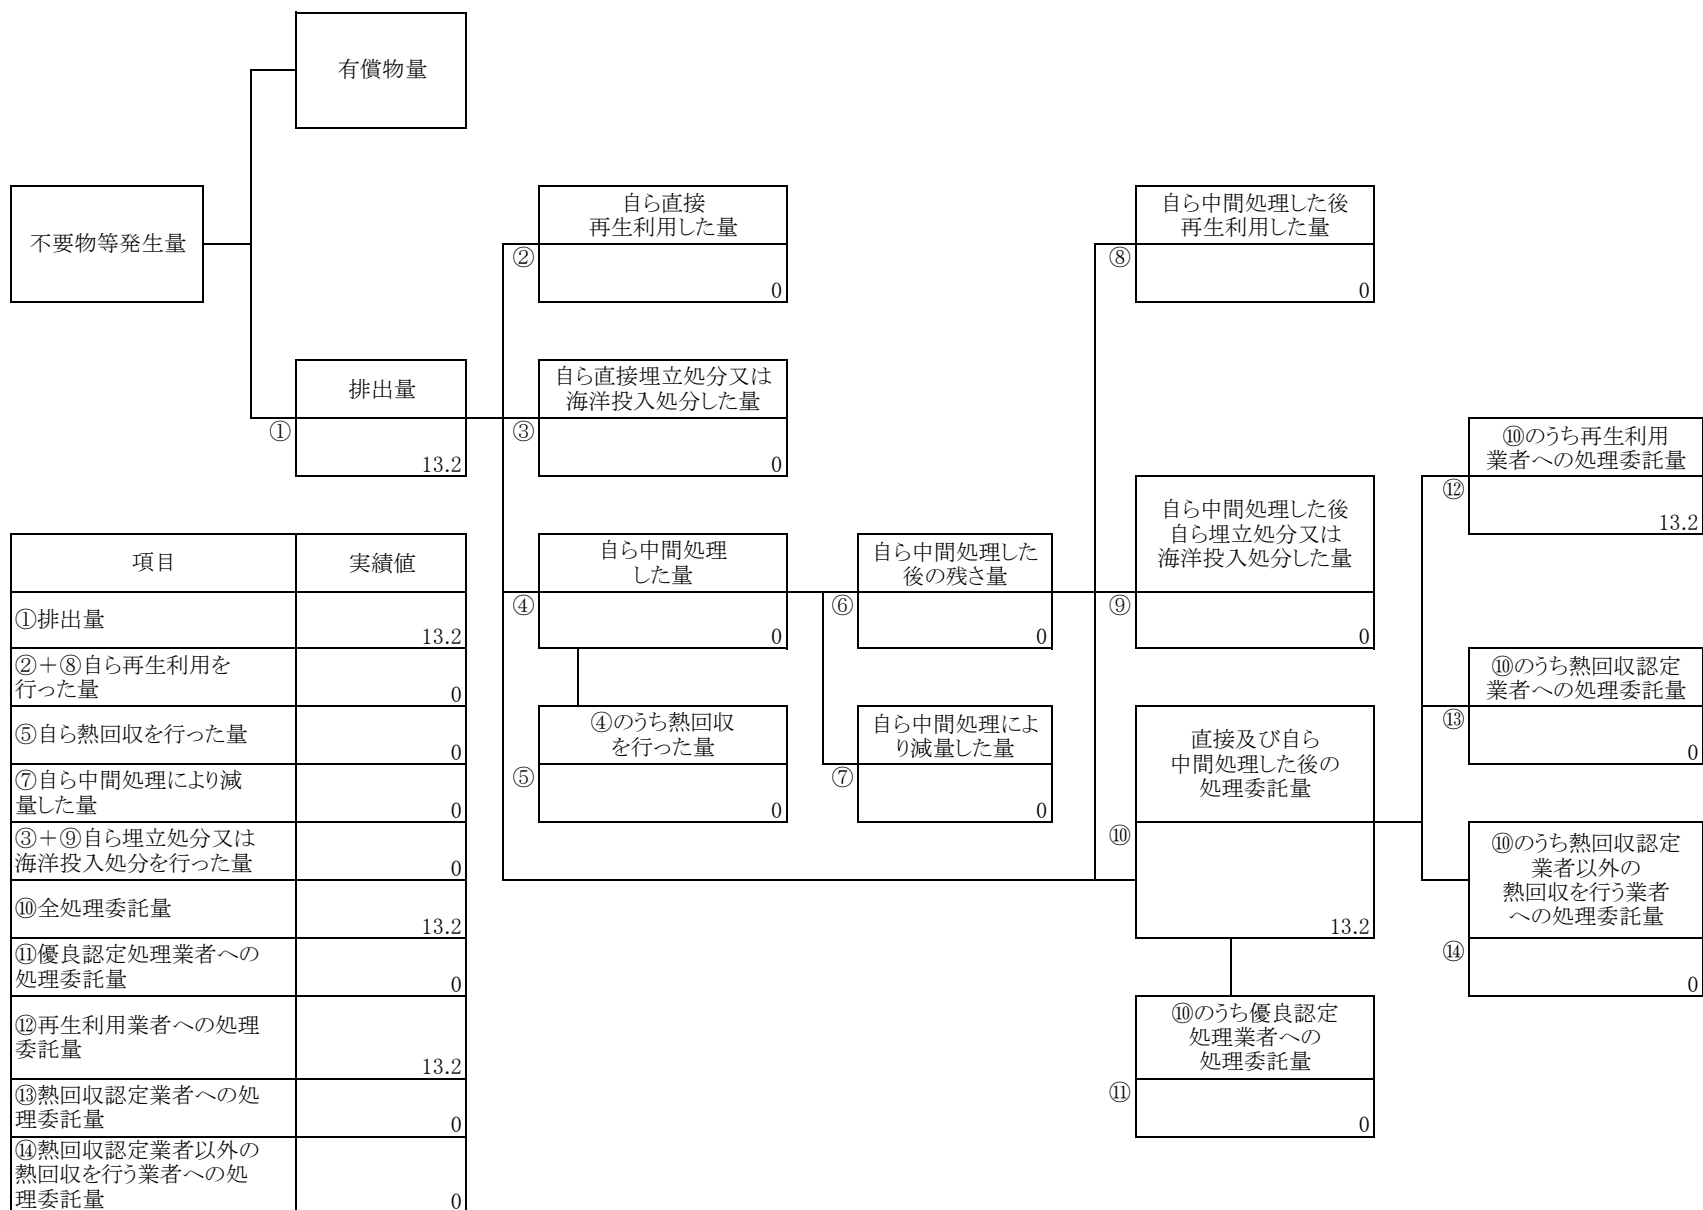 有償物量
不要物等発生量
自ら直接
再生利用した量
②
0
自ら中間処理した後
再生利用した量
⑧
0
排出量
①
13.2
自ら直接埋立処分又は
海洋投入処分した量
③
0
⑩のうち再生利用
業者への処理委託量
⑫
13.2
自ら中間処理
した量
④
0
自ら中間処理した
後の残さ量
⑥
0
自ら中間処理した後
自ら埋立処分又は
海洋投入処分した量
⑨
0
⑩のうち熱回収認定
業者への処理委託量
⑬
0
④のうち熱回収
を行った量
⑤
0
自ら中間処理によ
り減量した量
⑦
0
直接及び自ら
中間処理した後の
処理委託量
⑩
13.2
⑩のうち熱回収認定
業者以外の
熱回収を行う業者
への処理委託量
⑭
0
⑩のうち優良認定
処理業者への
処理委託量
⑪
0
項目 実績値
①排出量 13.2
②+⑧自ら再生利用を
行った量 0
⑤自ら熱回収を行った量 0
⑦自ら中間処理により減
量した量 0
③+⑨自ら埋立処分又は
海洋投入処分を行った量 0
⑩全処理委託量 13.2
⑪優良認定処理業者への
処理委託量 0
⑫再生利用業者への処理
委託量 13.2
⑬熱回収認定業者への処
理委託量 0
⑭熱回収認定業者以外の
熱回収を行う業者への処
理委託量 0